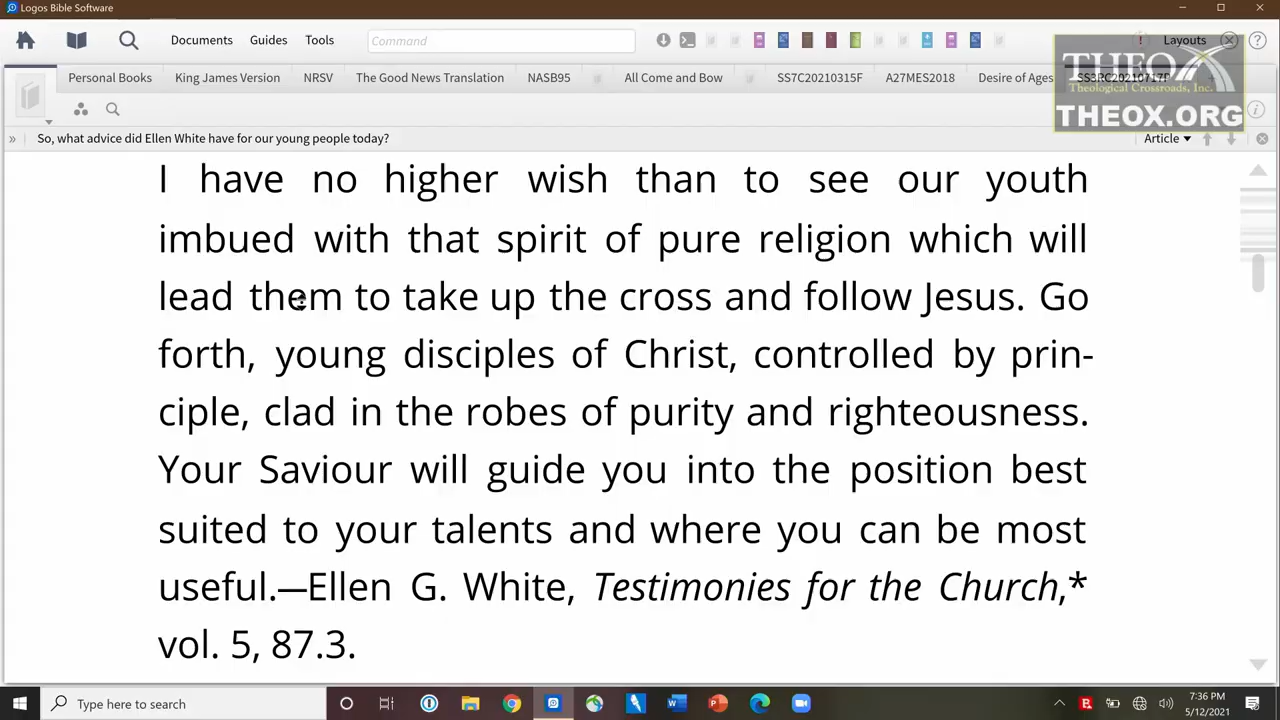 Logos Bible Software
Documents Guides Tools Command Layouts
THEOX
Theological Crossroads, Inc.
THEOX.ORG
Personal Books King James Version NRSV The Good News Translation NASB95 All Come and Bow SS7C20210315F A27MES2018 Desire of Ages SS3RC20210717P
So, what advice did Ellen White have for our young people today? Article
I have no higher wish than to see our youth
imbued with that spirit of pure religion which will
lead them to take up the cross and follow Jesus. Go
forth, young disciples of Christ, controlled by prin-
ciple, clad in the robes of purity and righteousness.
Your Saviour will guide you into the position best
suited to your talents and where you can be most
useful.—Ellen G. White, Testimonies for the Church,*
vol. 5, 87.3.
Type here to search
7:36 PM
5/12/2021